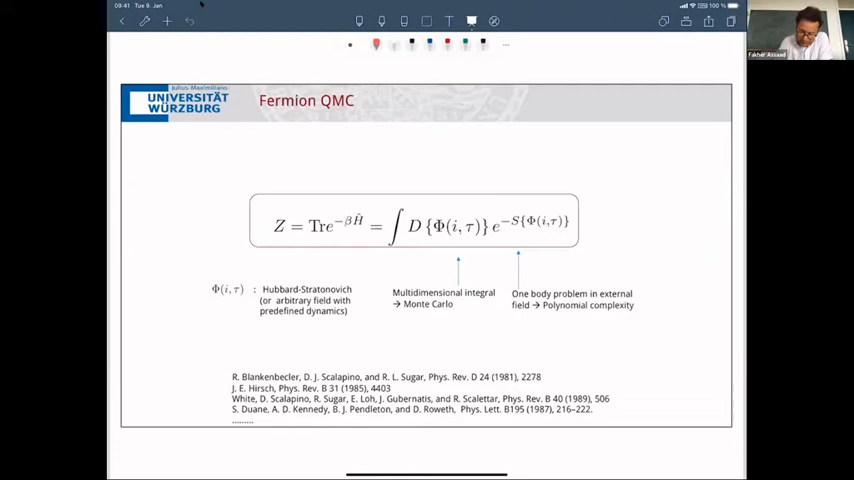 09:41 Tue 9. Jan
100 %
Fakher Assaad
Julius-Maximilians-
UNIVERSITÄT
WÜRZBURG
Fermion QMC
Z = Tre^{-βĤ} = ∫ D {Φ(i, τ)} e^{-S{Φ(i,τ)}}
Φ(i, τ) : Hubbard-Stratonovich
(or arbitrary field with
predefined dynamics)
Multidimensional integral
→ Monte Carlo
One body problem in external
field → Polynomial complexity
R. Blankenbecler, D. J. Scalapino, and R. L. Sugar, Phys. Rev. D 24 (1981), 2278
J. E. Hirsch, Phys. Rev. B 31 (1985), 4403
White, D. Scalapino, R. Sugar, E. Loh, J. Gubernatis, and R. Scalettar, Phys. Rev. B 40 (1989), 506
S. Duane, A. D. Kennedy, B. J. Pendleton, and D. Roweth, Phys. Lett. B195 (1987), 216–222.
.........